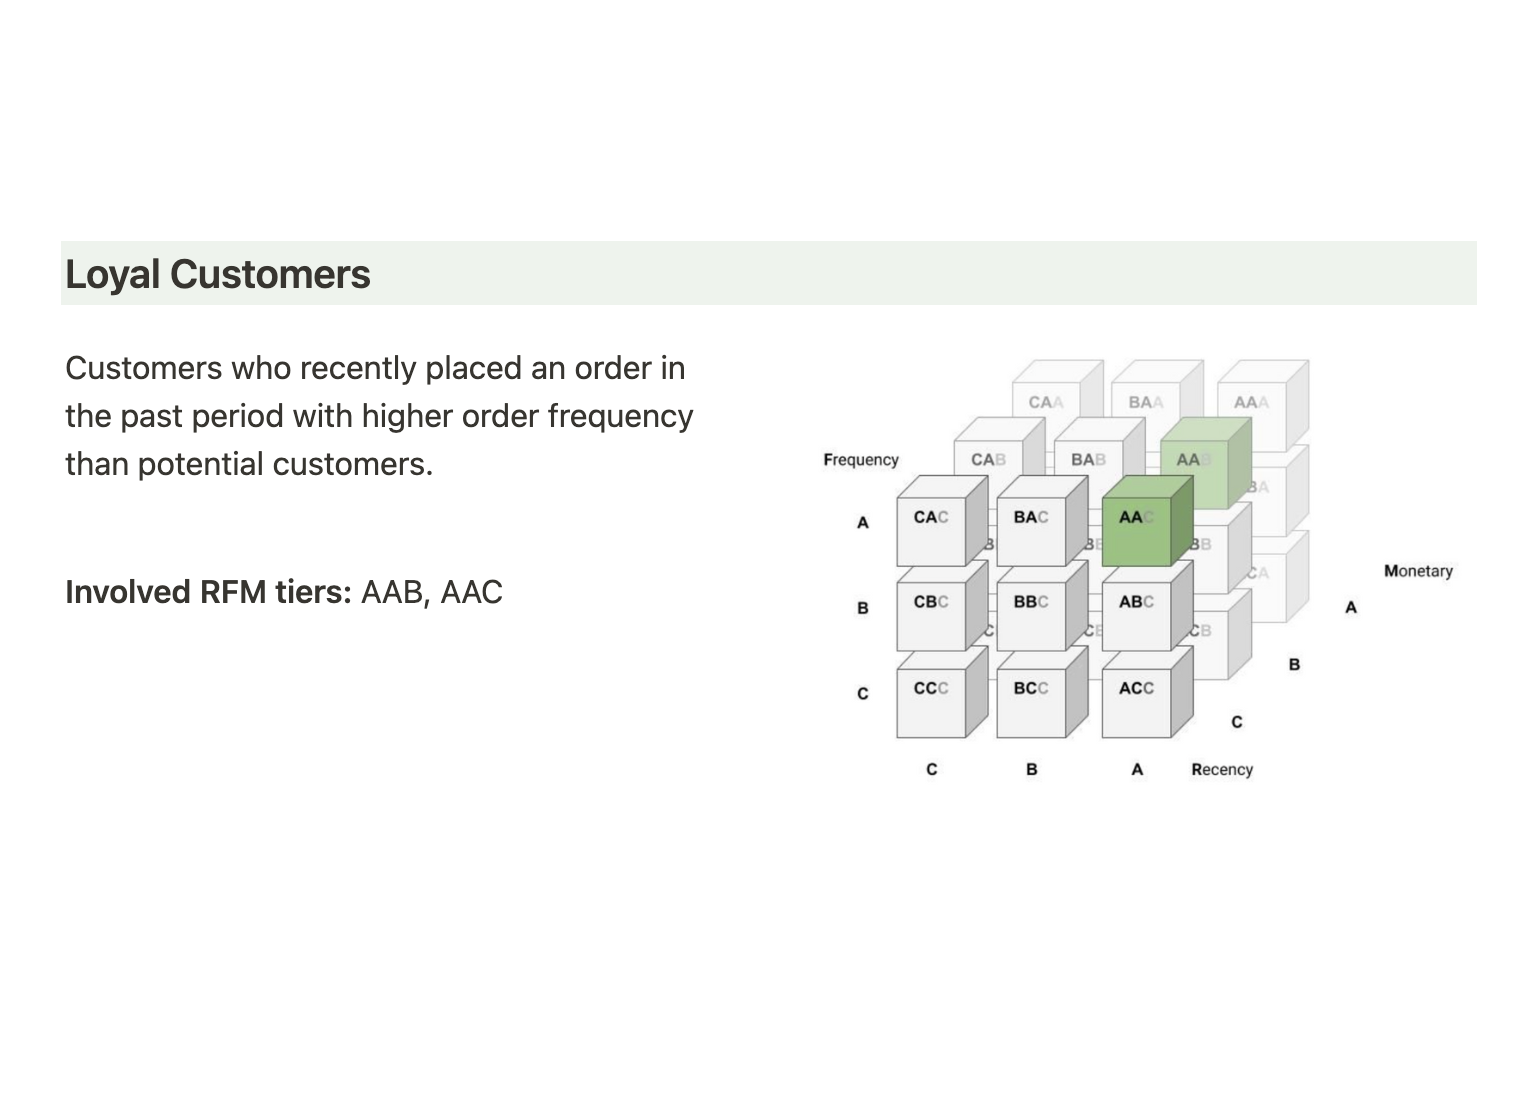 Loyal Customers
Customers who recently placed an order in
the past period with higher order frequency
than potential customers.
Involved RFM tiers: AAB, AAC
CAA BAA AAA
Frequency CAB BAB AAB
A CAC BAC AAC
B CBC BBC ABC
Monetary
A
B
C CCC BCC ACC
C
C B A Recency